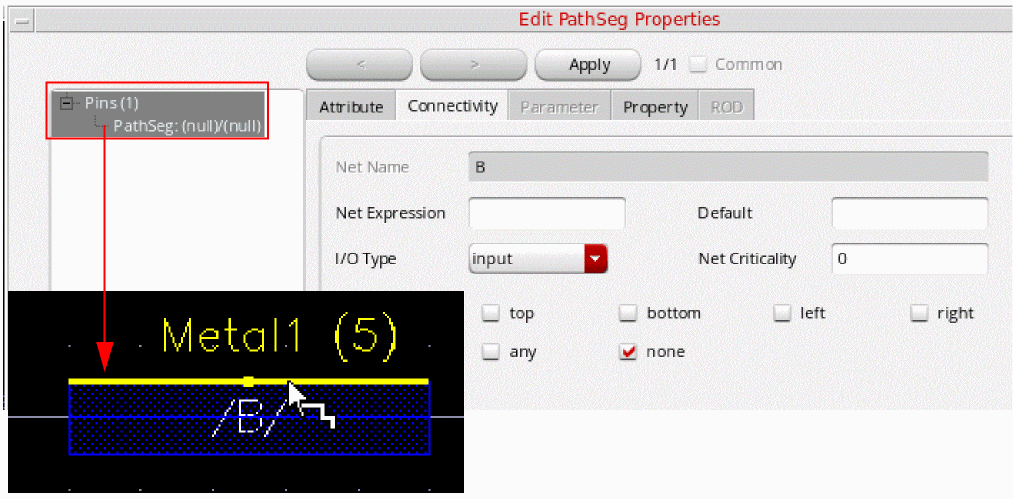 Edit PathSeg Properties
< > Apply 1/1 Common
Pins (1)
PathSeg: (null)/(null)
Attribute Connectivity Parameter Property ROD
Net Name B
Net Expression Default
I/O Type input Net Criticality 0
top bottom left right
any none
Metal1 (5)
/B/